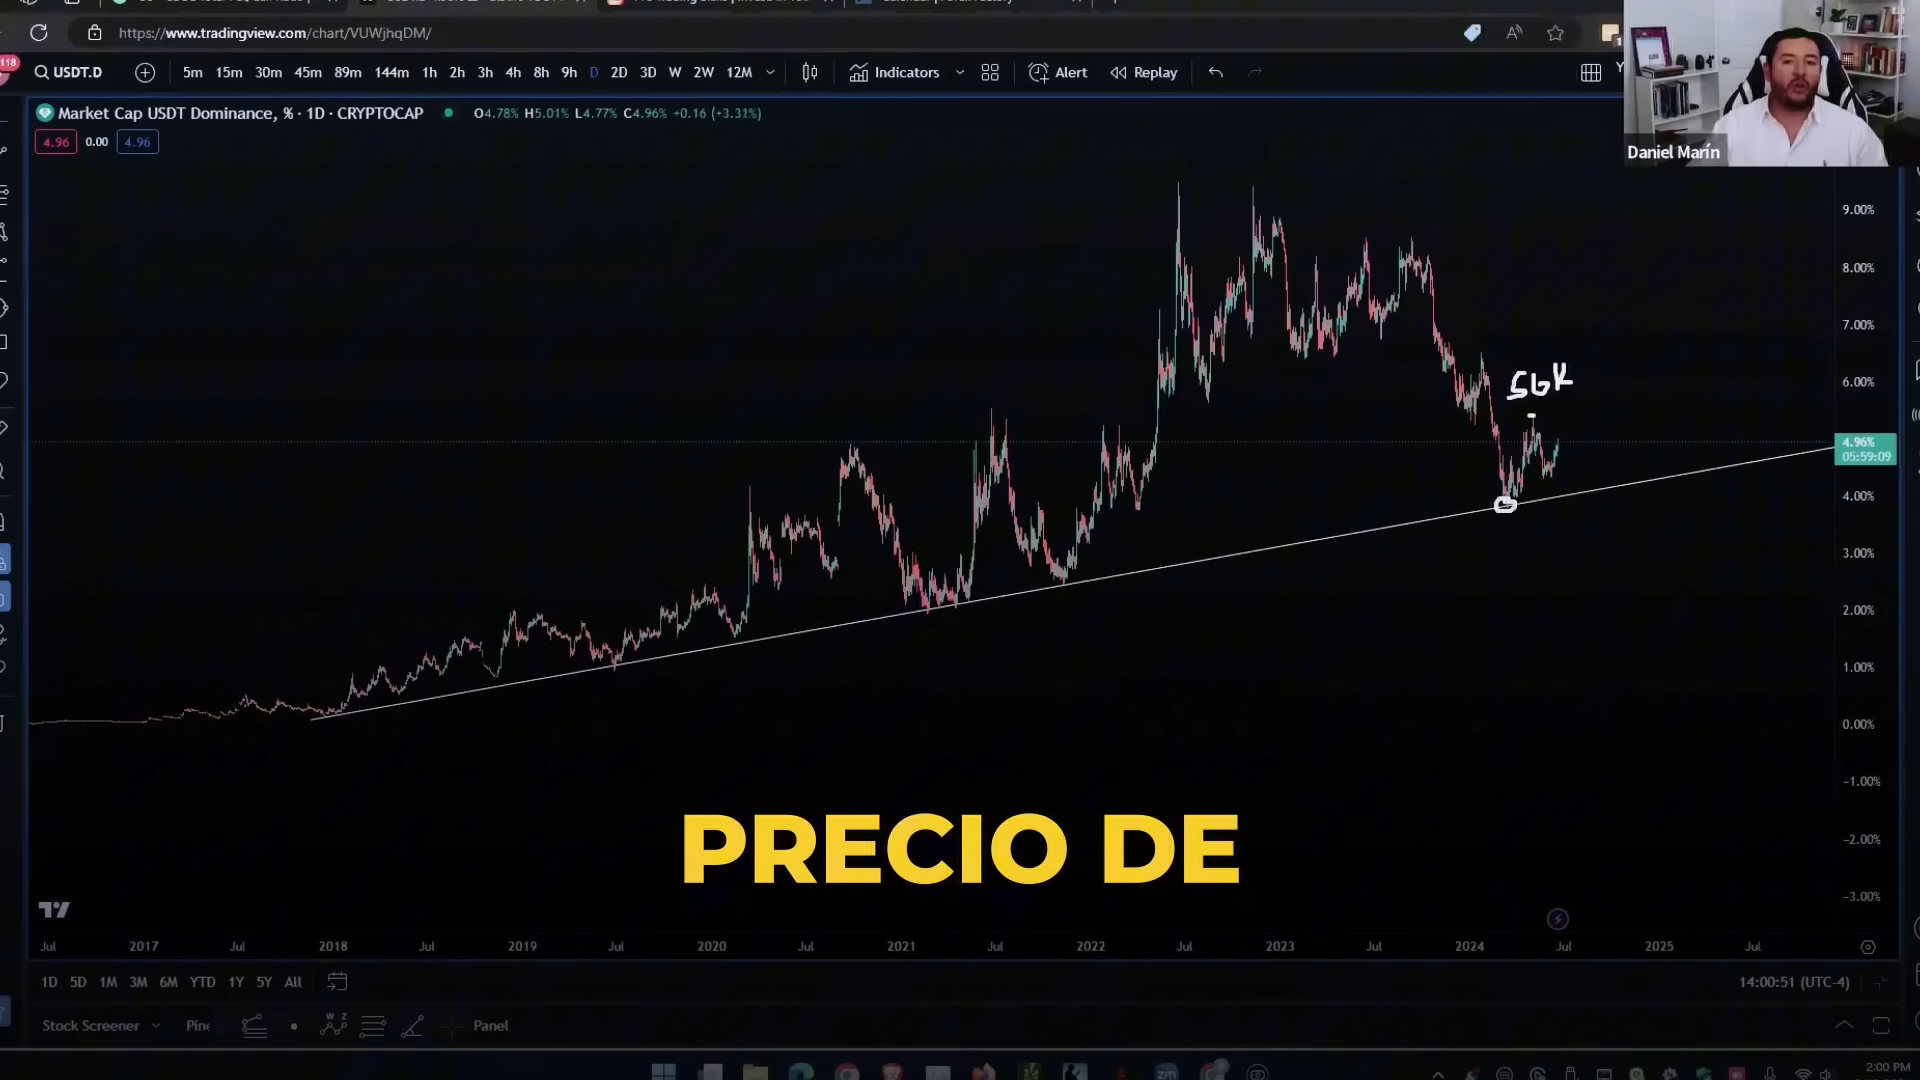 https://www.tradingview.com/chart/VUWjhqDM/
118
USDT.D 5m 15m 30m 45m 89m 144m 1h 2h 3h 4h 8h 9h D 2D 3D W 2W 12M Indicators Alert Replay
Market Cap USDT Dominance, % · 1D · CRYPTOCAP O4.78% H5.01% L4.77% C4.96% +0.16 (+3.31%)
4.96 0.00 4.96
Daniel Marín
9.00%
8.00%
7.00%
6.00%
56K
4.96%
05:59:09
4.00%
3.00%
2.00%
1.00%
0.00%
−1.00%
−2.00%
−3.00%
PRECIO DE
Jul 2017 Jul 2018 Jul 2019 Jul 2020 Jul 2021 Jul 2022 Jul 2023 Jul 2024 Jul 2025 Jul
1D 5D 1M 3M 6M YTD 1Y 5Y All 14:00:51 (UTC-4)
Stock Screener Pine W Z Panel
zm 2:00 PM